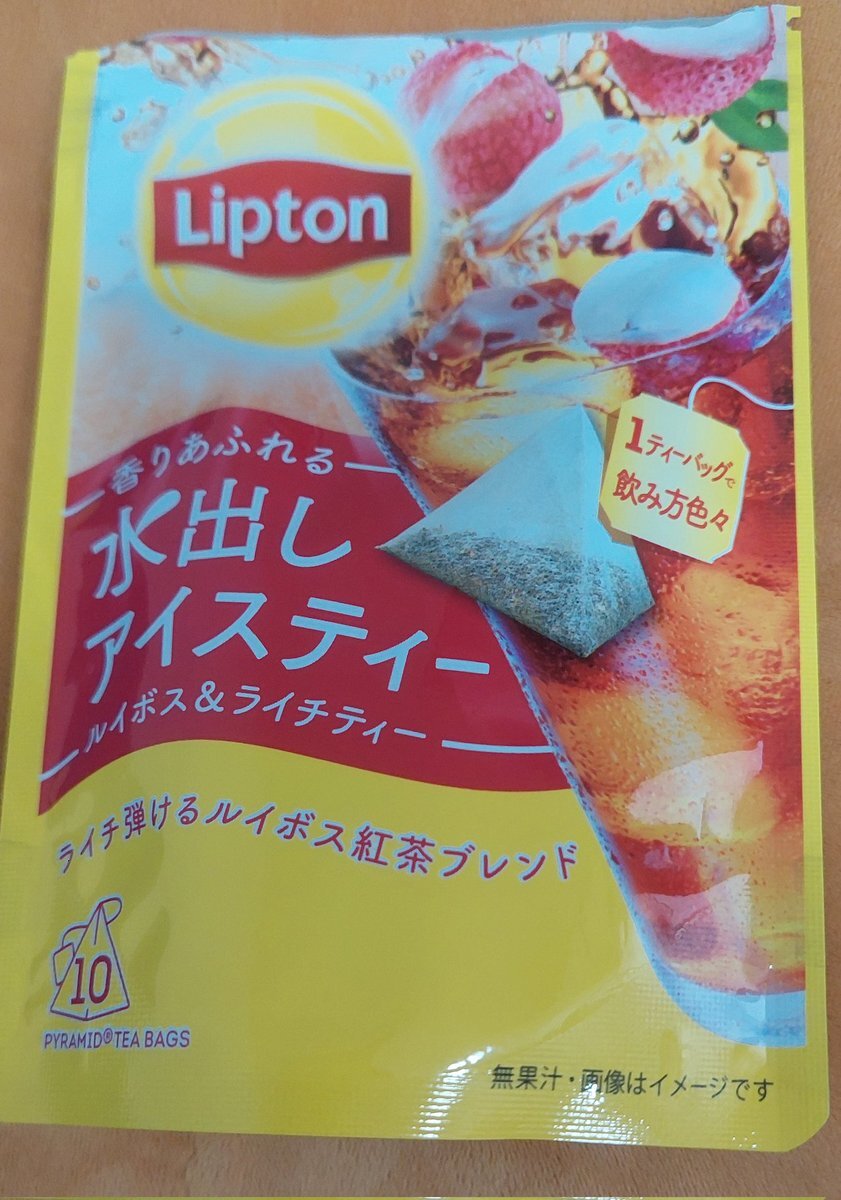 Lipton
香りあふれる
水出し
アイスティー
ルイボス&ライチティー
1ティーバッグで
飲み方色々
ライチ弾けるルイボス紅茶ブレンド
10
PYRAMID®TEA BAGS
無果汁・画像はイメージです